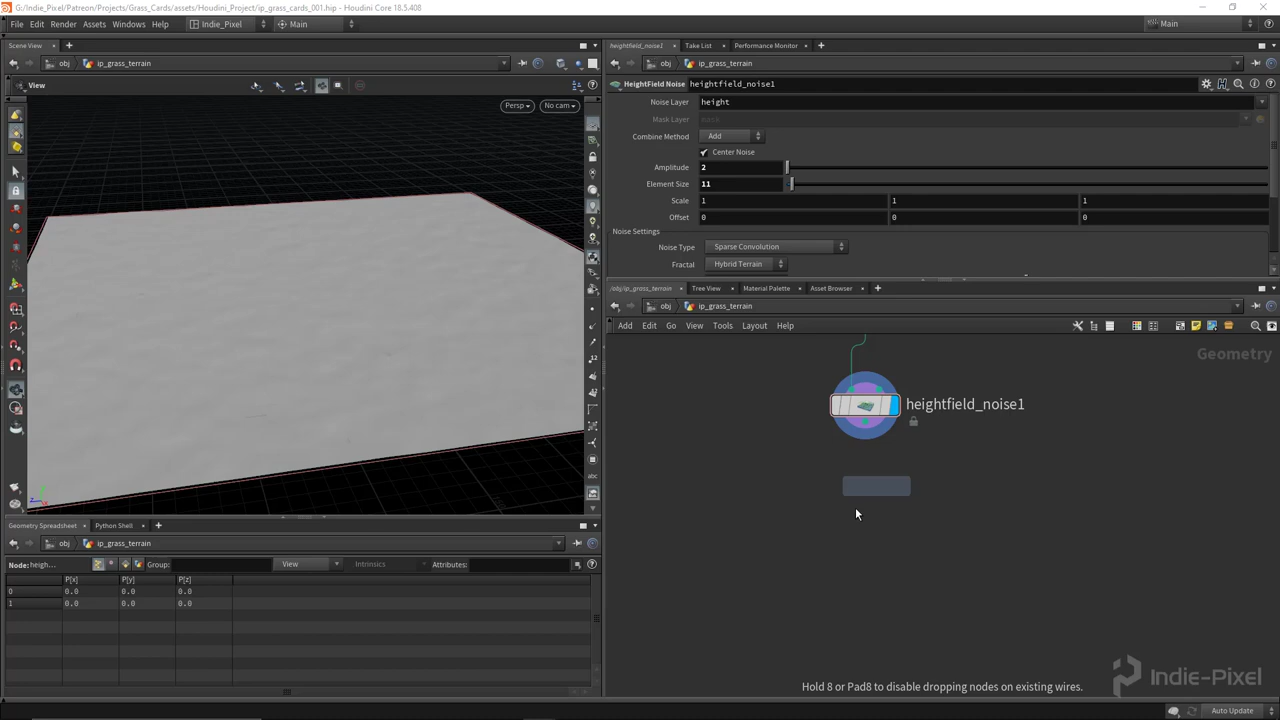 G:/Indie_Pixel/Patreon/Projects/Grass_Cards/assets/Houdini_Project/ip_grass_cards_001.hip - Houdini Core 18.5.408
File Edit Render Assets Windows Help Indie_Pixel Main Main
Scene View
obj ip_grass_terrain
View
Persp No cam
12
abc
Geometry Spreadsheet Python Shell
obj ip_grass_terrain
Node: heigh... Group: View Intrinsics Attributes:
P[x] P[y] P[z]
0 0.0 0.0 0.0
1 0.0 0.0 0.0
heightfield_noise1 Take List Performance Monitor
obj ip_grass_terrain
HeightField Noise heightfield_noise1
Noise Layer height
Mask Layer mask
Combine Method Add
Center Noise
Amplitude 2
Element Size 11
Scale 1 1 1
Offset 0 0 0
Noise Settings
Noise Type Sparse Convolution
Fractal Hybrid Terrain
/obj/ip_grass_terrain Tree View Material Palette Asset Browser
obj ip_grass_terrain
Add Edit Go View Tools Layout Help
Geometry
heightfield_noise1
Hold 8 or Pad8 to disable dropping nodes on existing wires.
Indie-Pixel
Auto Update